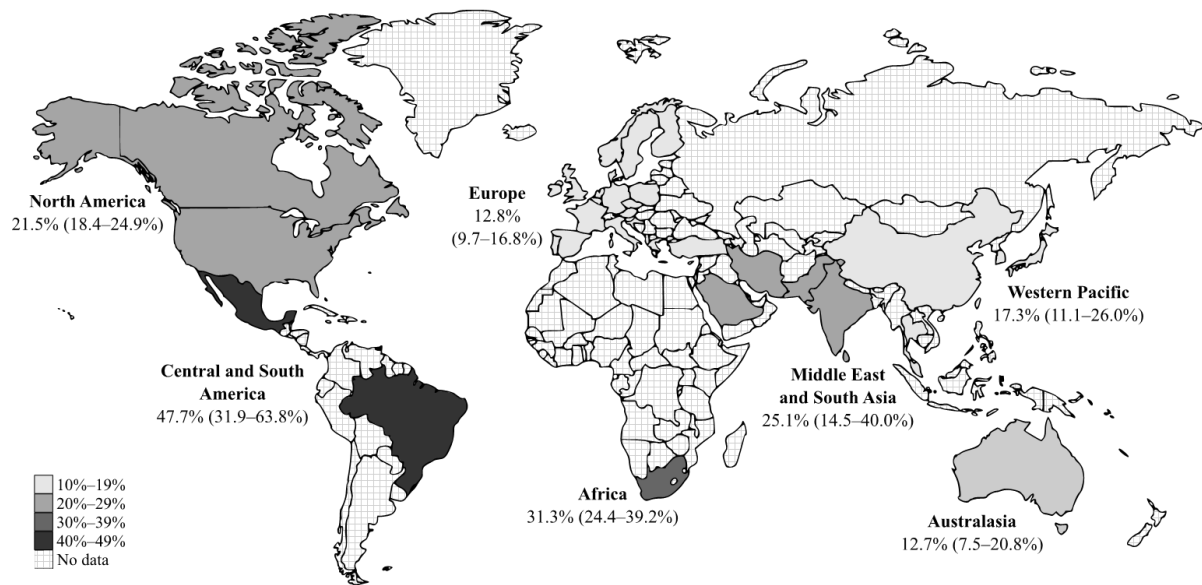 North America
21.5% (18.4–24.9%)
Europe
12.8%
(9.7–16.8%)
Western Pacific
17.3% (11.1–26.0%)
Central and South
America
47.7% (31.9–63.8%)
Middle East
and South Asia
25.1% (14.5–40.0%)
Africa
31.3% (24.4–39.2%)
Australasia
12.7% (7.5–20.8%)
10%–19%
20%–29%
30%–39%
40%–49%
No data